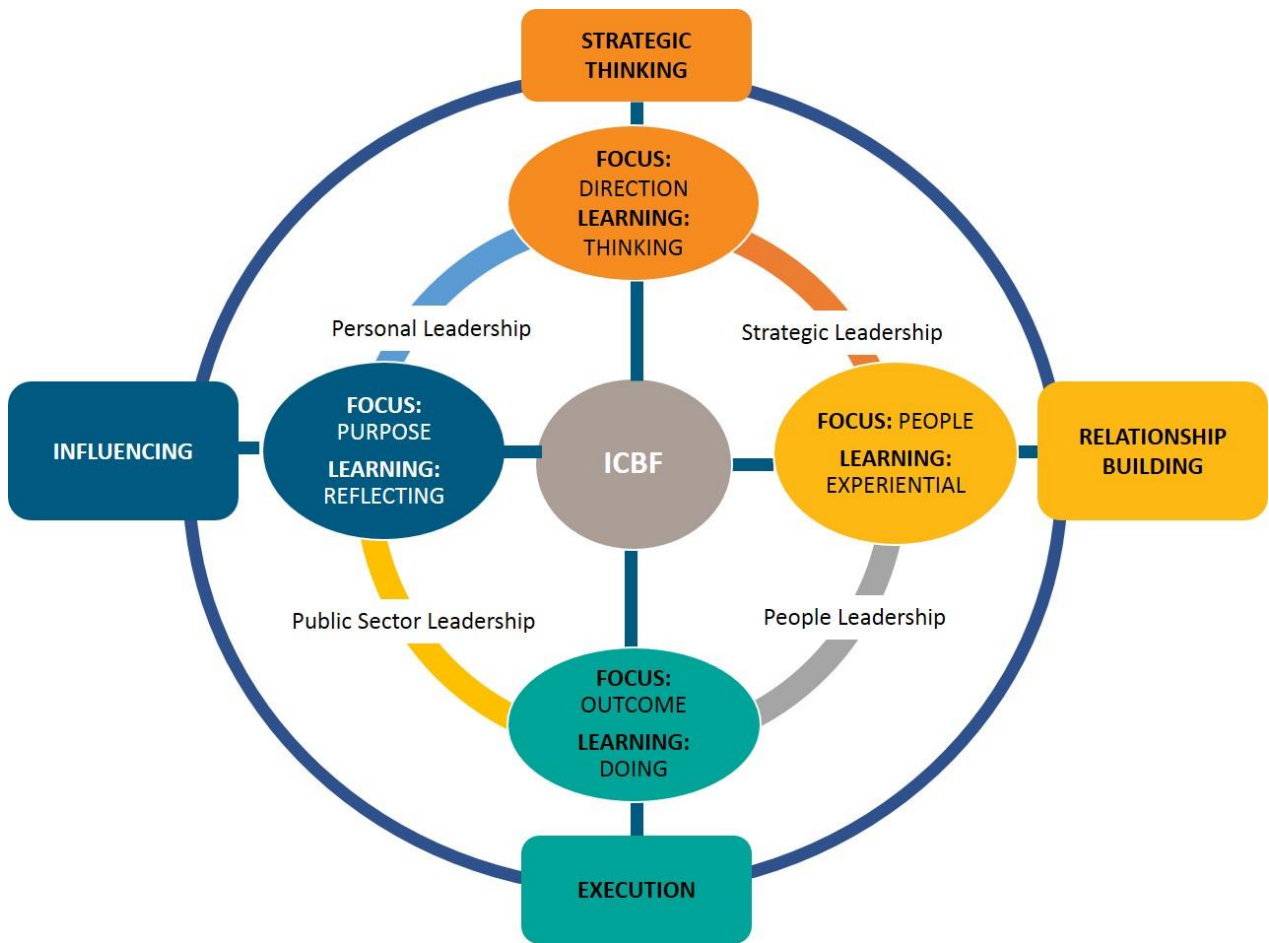 STRATEGIC
THINKING
FOCUS:
DIRECTION
LEARNING:
THINKING
Personal Leadership
Strategic Leadership
INFLUENCING
FOCUS:
PURPOSE
LEARNING:
REFLECTING
ICBF
FOCUS: PEOPLE
LEARNING:
EXPERIENTIAL
RELATIONSHIP
BUILDING
Public Sector Leadership
People Leadership
FOCUS:
OUTCOME
LEARNING:
DOING
EXECUTION